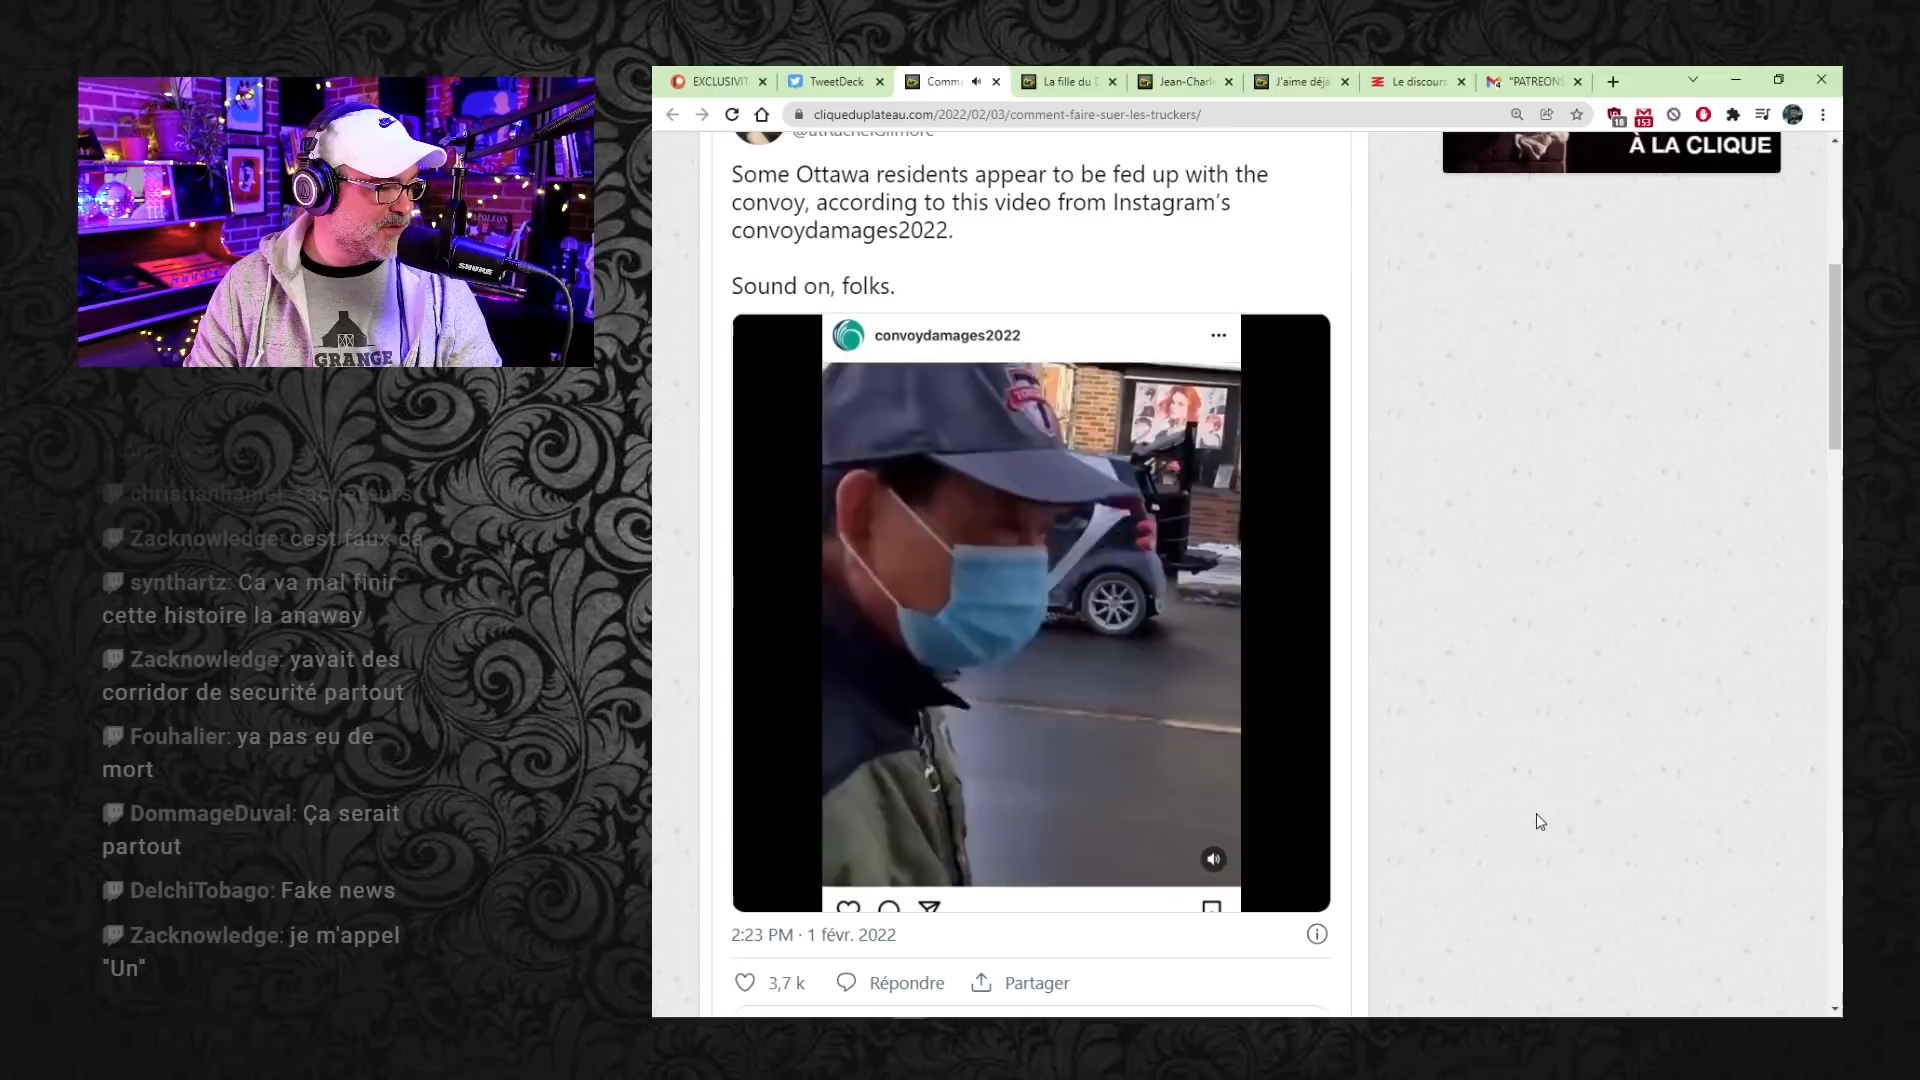 SHURE
GRANGE
christianhamel: rachoteurs
Zacknowledge: cest faux ca
synthartz: Ca va mal finir
cette histoire la anaway
Zacknowledge: yavait des
corridor de securité partout
Fouhalier: ya pas eu de
mort
DommageDuval: Ça serait
partout
DelchiTobago: Fake news
Zacknowledge: je m'appel
"Un"
EXCLUSIVIT
TweetDeck
Comm
La fille du
Jean-Charl
J'aime déjà
Le discours
"PATREONS
cliqueduplateau.com/2022/02/03/comment-faire-suer-les-truckers/
18
153
À LA CLIQUE
Some Ottawa residents appear to be fed up with the
convoy, according to this video from Instagram's
convoydamages2022.
Sound on, folks.
convoydamages2022
2:23 PM · 1 févr. 2022
3,7 k
Répondre
Partager